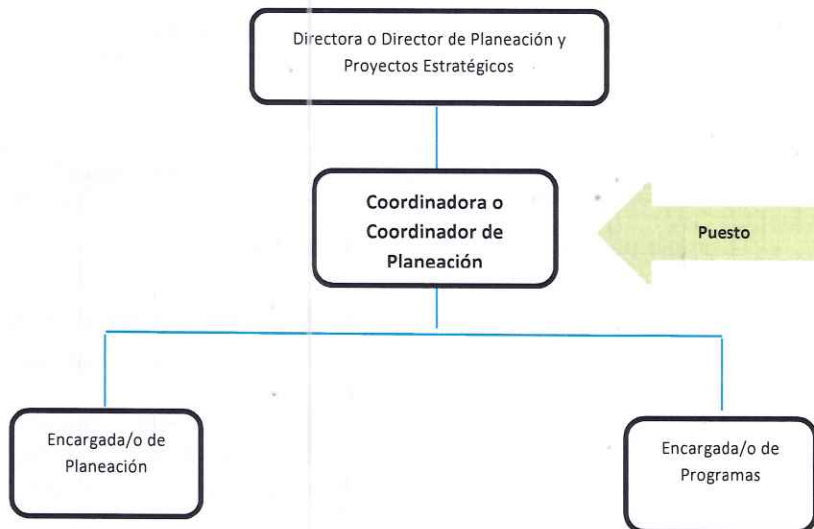 Directora o Director de Planeación y
Proyectos Estratégicos
Coordinadora o
Coordinador de
Planeación
Puesto
Encargada/o de
Planeación
Encargada/o de
Programas